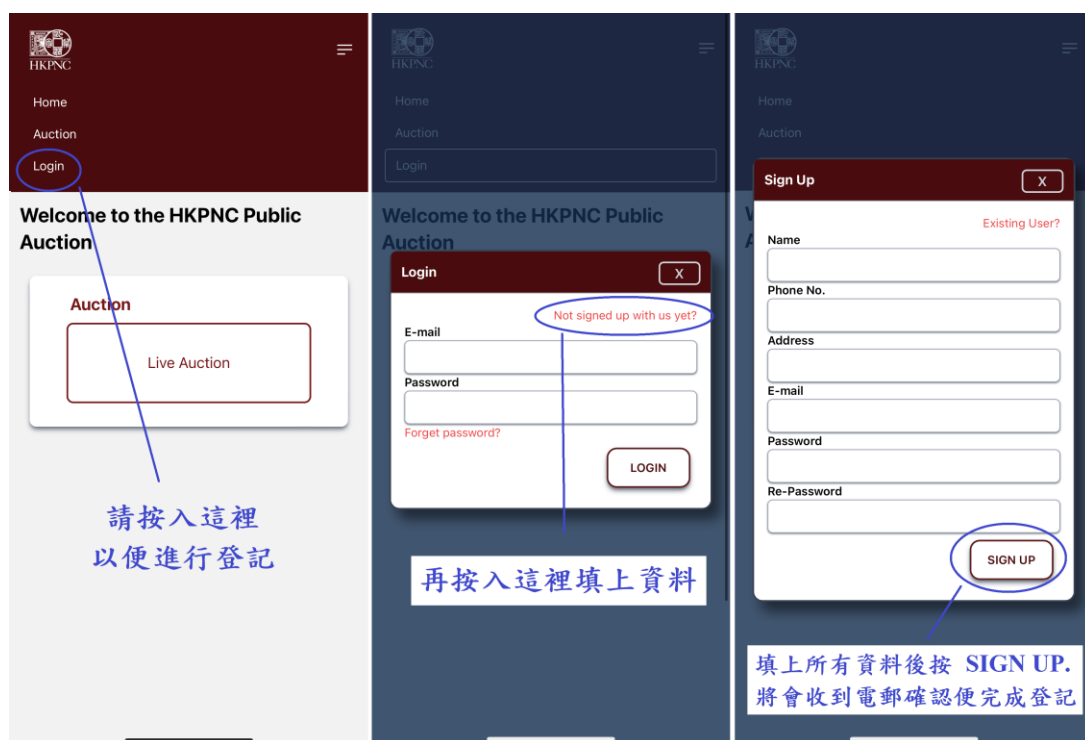 HKPNC
Home
Auction
Login
Welcome to the HKPNC Public
Auction
Auction
Live Auction
請按入這裡
以便進行登記
HKPNC
Home
Auction
Login
Welcome to the HKPNC Public
Auction
Login
X
Not signed up with us yet?
E-mail
Password
Forget password?
LOGIN
再按入這裡填上資料
HKPNC
Home
Auction
Sign Up
X
Existing User?
Name
Phone No.
Address
E-mail
Password
Re-Password
SIGN UP
填上所有資料後按 SIGN UP.
將會收到電郵確認便完成登記